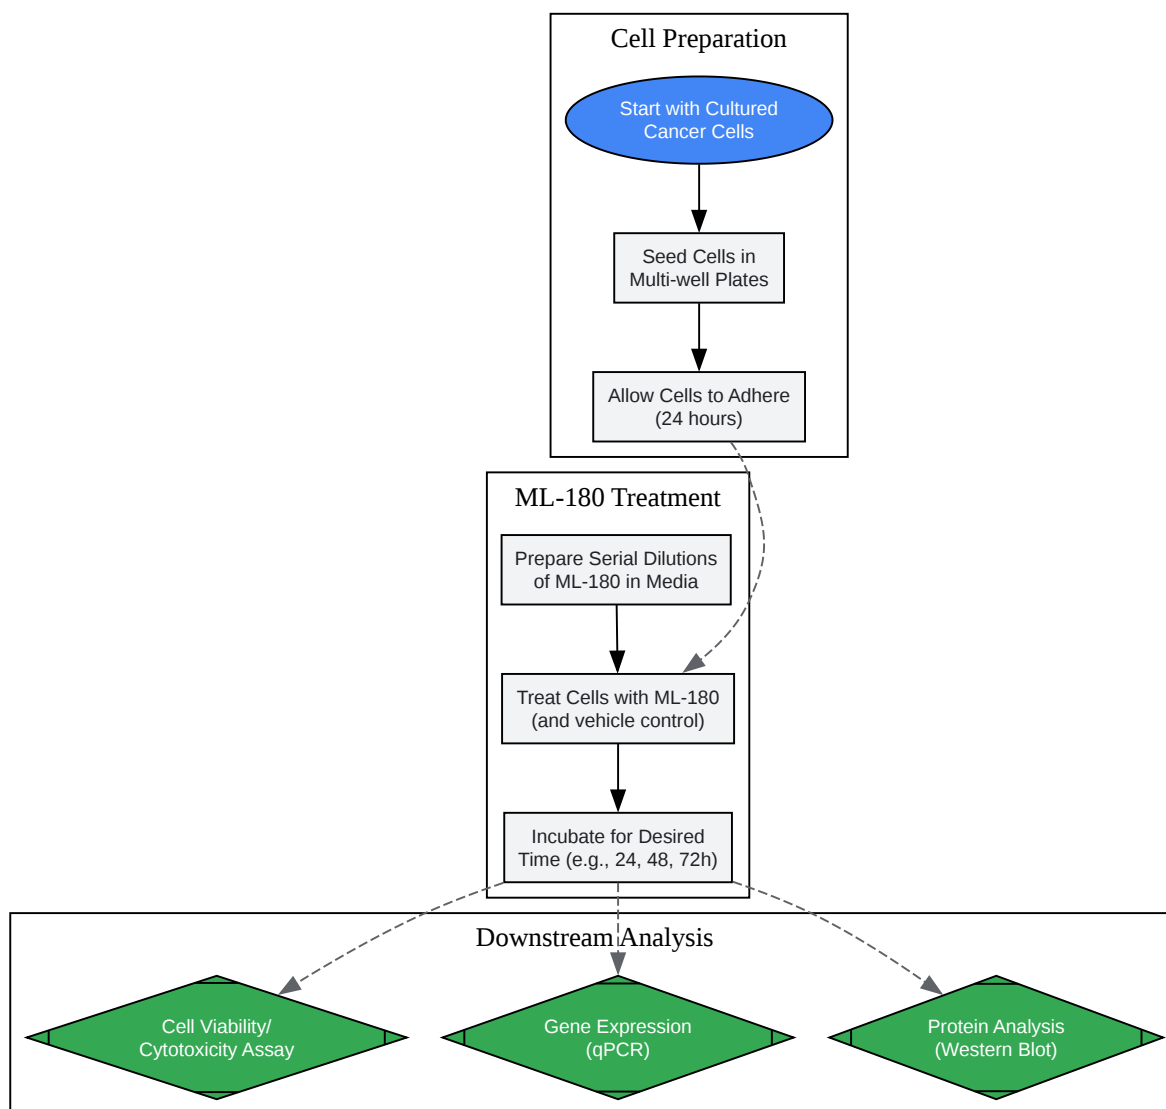 Cell Preparation
Start with Cultured
Cancer Cells
Seed Cells in
Multi-well Plates
Allow Cells to Adhere
(24 hours)
ML-180 Treatment
Prepare Serial Dilutions
of ML-180 in Media
Treat Cells with ML-180
(and vehicle control)
Incubate for Desired
Time (e.g., 24, 48, 72h)
Downstream Analysis
Cell Viability/
Cytotoxicity Assay
Gene Expression
(qPCR)
Protein Analysis
(Western Blot)